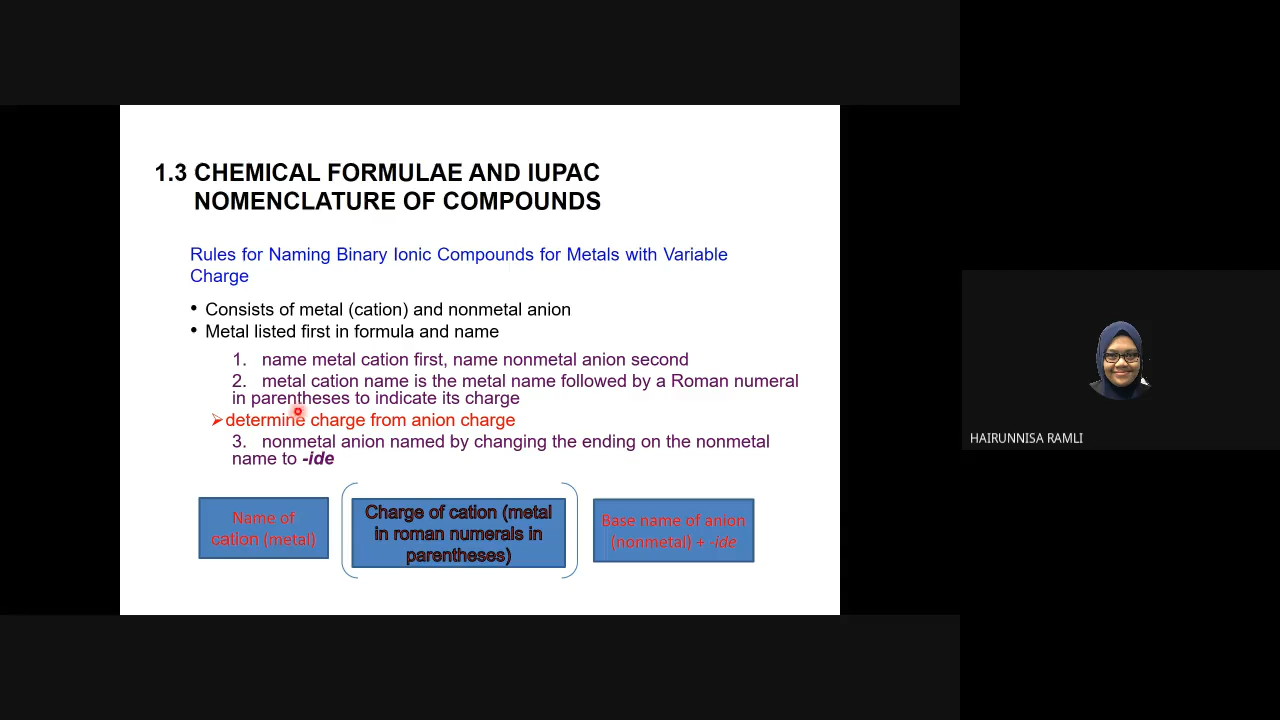 1.3 CHEMICAL FORMULAE AND IUPAC
NOMENCLATURE OF COMPOUNDS
Rules for Naming Binary Ionic Compounds for Metals with Variable
Charge
• Consists of metal (cation) and nonmetal anion
• Metal listed first in formula and name
1. name metal cation first, name nonmetal anion second
2. metal cation name is the metal name followed by a Roman numeral
in parentheses to indicate its charge
➢determine charge from anion charge
3. nonmetal anion named by changing the ending on the nonmetal
name to -ide
Name of
cation (metal)
Charge of cation (metal
in roman numerals in
parentheses)
Base name of anion
(nonmetal) + -ide
HAIRUNNISA RAMLI